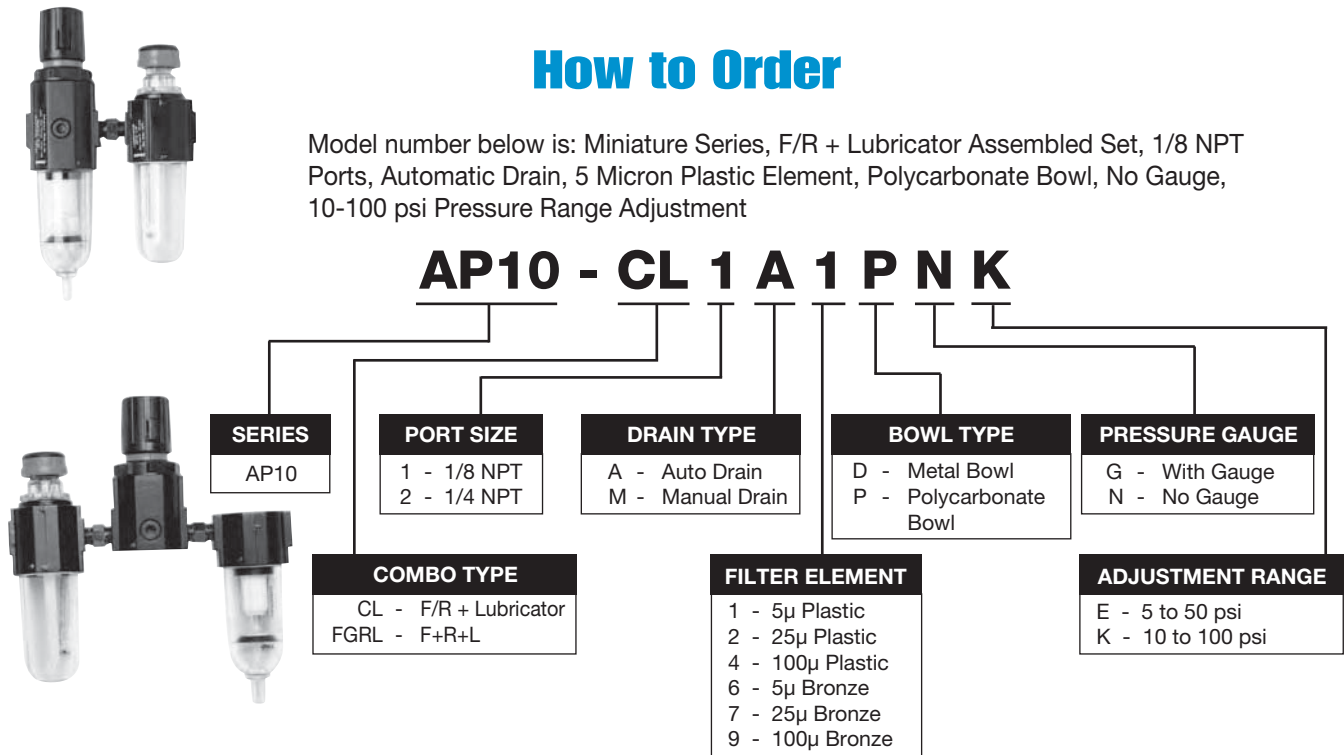 How to Order
Model number below is: Miniature Series, F/R + Lubricator Assembled Set, 1/8 NPT
Ports, Automatic Drain, 5 Micron Plastic Element, Polycarbonate Bowl, No Gauge,
10-100 psi Pressure Range Adjustment
AP10 - CL 1 A 1 P N K
SERIES
AP10
PORT SIZE
1 - 1/8 NPT
2 - 1/4 NPT
DRAIN TYPE
A - Auto Drain
M - Manual Drain
BOWL TYPE
D - Metal Bowl
P - Polycarbonate
Bowl
PRESSURE GAUGE
G - With Gauge
N - No Gauge
COMBO TYPE
CL - F/R + Lubricator
FGRL - F+R+L
FILTER ELEMENT
1 - 5µ Plastic
2 - 25µ Plastic
4 - 100µ Plastic
6 - 5µ Bronze
7 - 25µ Bronze
9 - 100µ Bronze
ADJUSTMENT RANGE
E - 5 to 50 psi
K - 10 to 100 psi